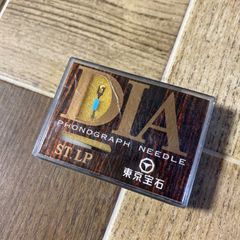 DIA
PHONOGRAPH NEEDLE
ST. LP
東京宝石